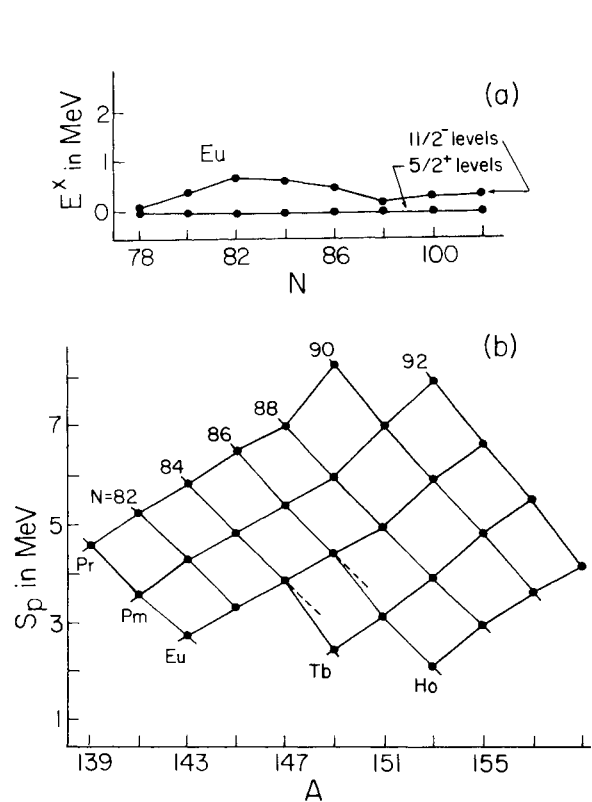 (a)
E^x in MeV
2
1
0
Eu
11/2^- levels
5/2^+ levels
78 82 86 100
N
(b)
S_p in MeV
7
5
3
1
90
92
88
86
84
N=82
Pr
Pm
Eu
Tb
Ho
139 143 147 151 155
A